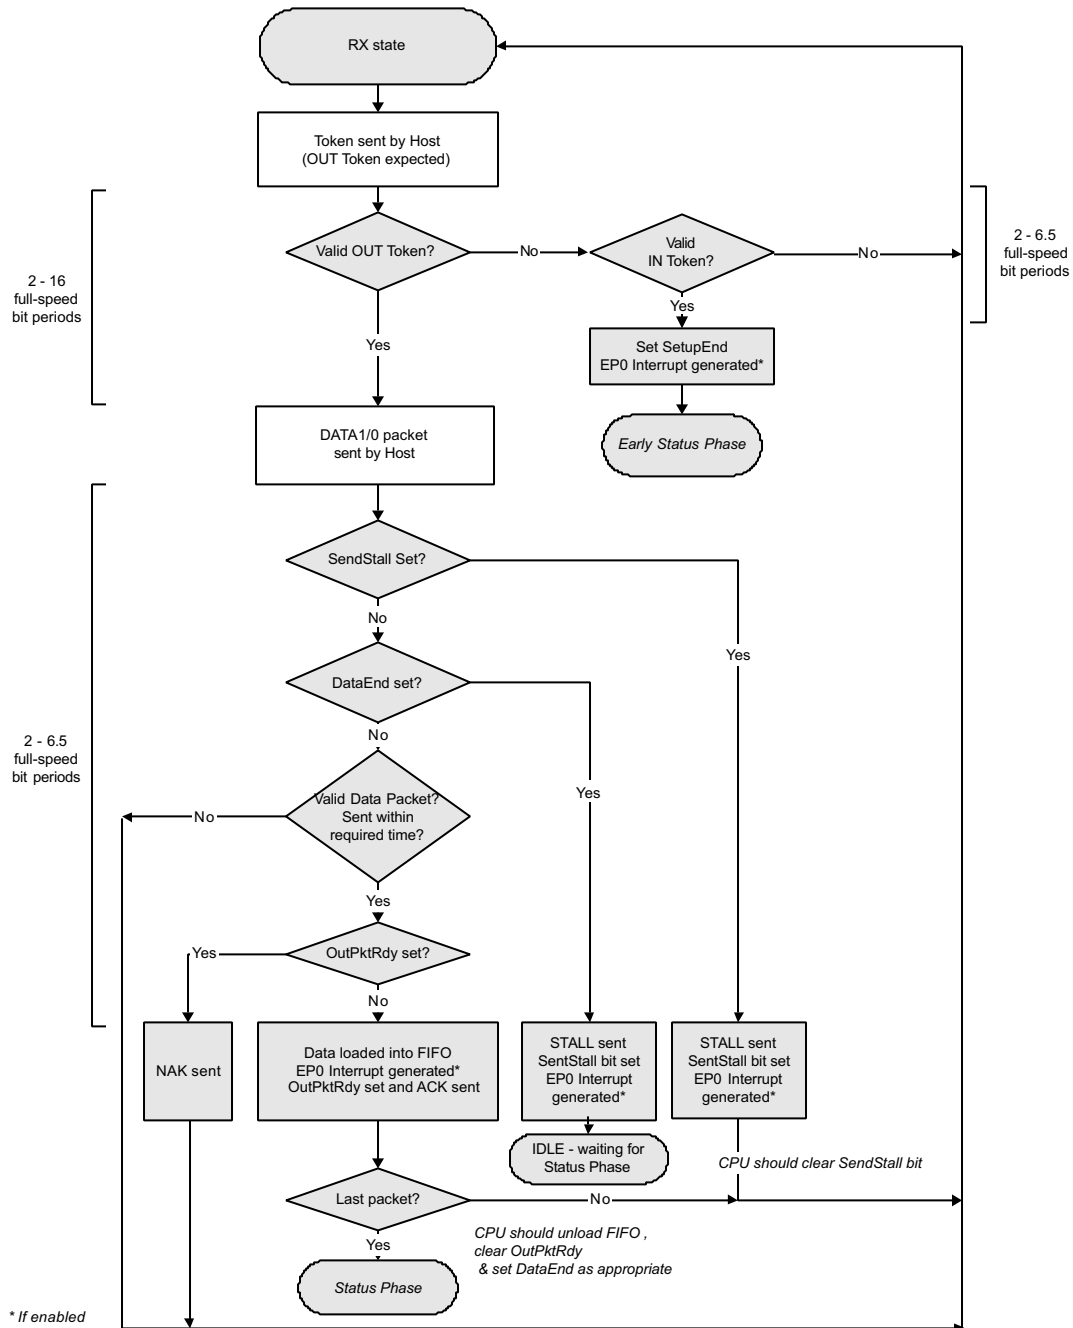 RX state
Token sent by Host
(OUT Token expected)
Valid OUT Token?
No
Valid
IN Token?
No
2 - 6.5
full-speed
bit periods
2 - 16
full-speed
bit periods
Yes
Yes
Set SetupEnd
EP0 Interrupt generated*
Early Status Phase
DATA1/0 packet
sent by Host
SendStall Set?
No
Yes
DataEnd set?
No
Yes
2 - 6.5
full-speed
bit periods
Valid Data Packet?
Sent within
required time?
No
Yes
OutPktRdy set?
Yes
No
NAK sent
Data loaded into FIFO
EP0 Interrupt generated*
OutPktRdy set and ACK sent
STALL sent
SentStall bit set
EP0 Interrupt
generated*
STALL sent
SentStall bit set
EP0 Interrupt
generated*
IDLE - waiting for
Status Phase
CPU should clear SendStall bit
Last packet?
No
Yes
CPU should unload FIFO ,
clear OutPktRdy
& set DataEnd as appropriate
Status Phase
* If enabled